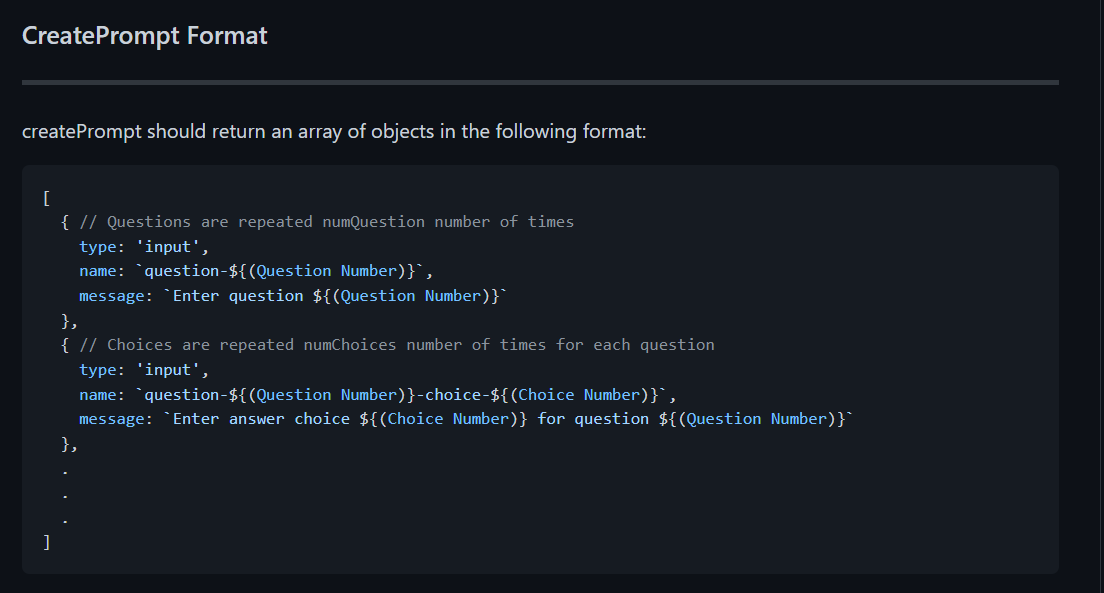 CreatePrompt Format
createPrompt should return an array of objects in the following format:
[
  { // Questions are repeated numQuestion number of times
    type: 'input',
    name: `question-${(Question Number)}`,
    message: `Enter question ${(Question Number)}`
  },
  { // Choices are repeated numChoices number of times for each question
    type: 'input',
    name: `question-${(Question Number)}-choice-${(Choice Number)}`,
    message: `Enter answer choice ${(Choice Number)} for question ${(Question Number)}`
  },
  .
  .
  .
]